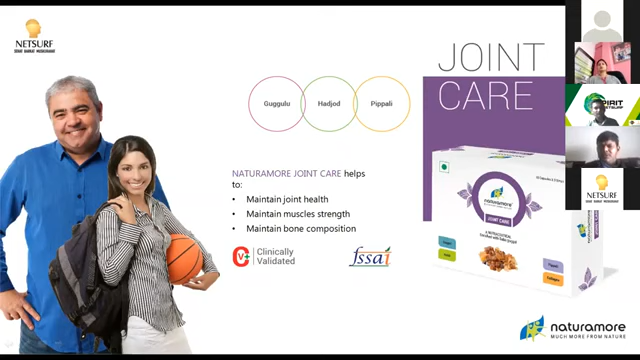 NETSURF
JOINT
CARE
Guggulu
Hadjod
Pippali
NATURAMORE JOINT CARE helps
to:
• Maintain joint health
• Maintain muscles strength
• Maintain bone composition
Clinically
Validated
fssai
naturamore
JOINT CARE
SPIRIT
NETSURF
NETSURF
naturamore
MUCH MORE FROM NATURE